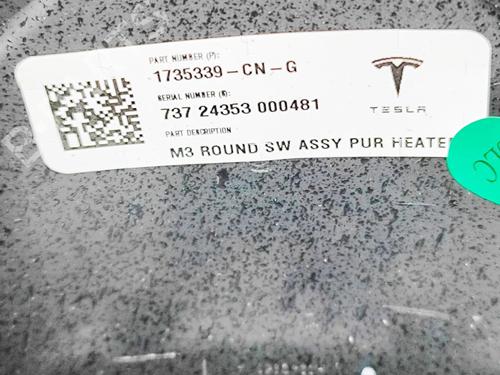 PART NUMBER (P):
1735339-CN-G
SERIAL NUMBER (S):
737 24353 000481
PART DESCRIPTION
M3 ROUND SW ASSY PUR HEATE
TESLA